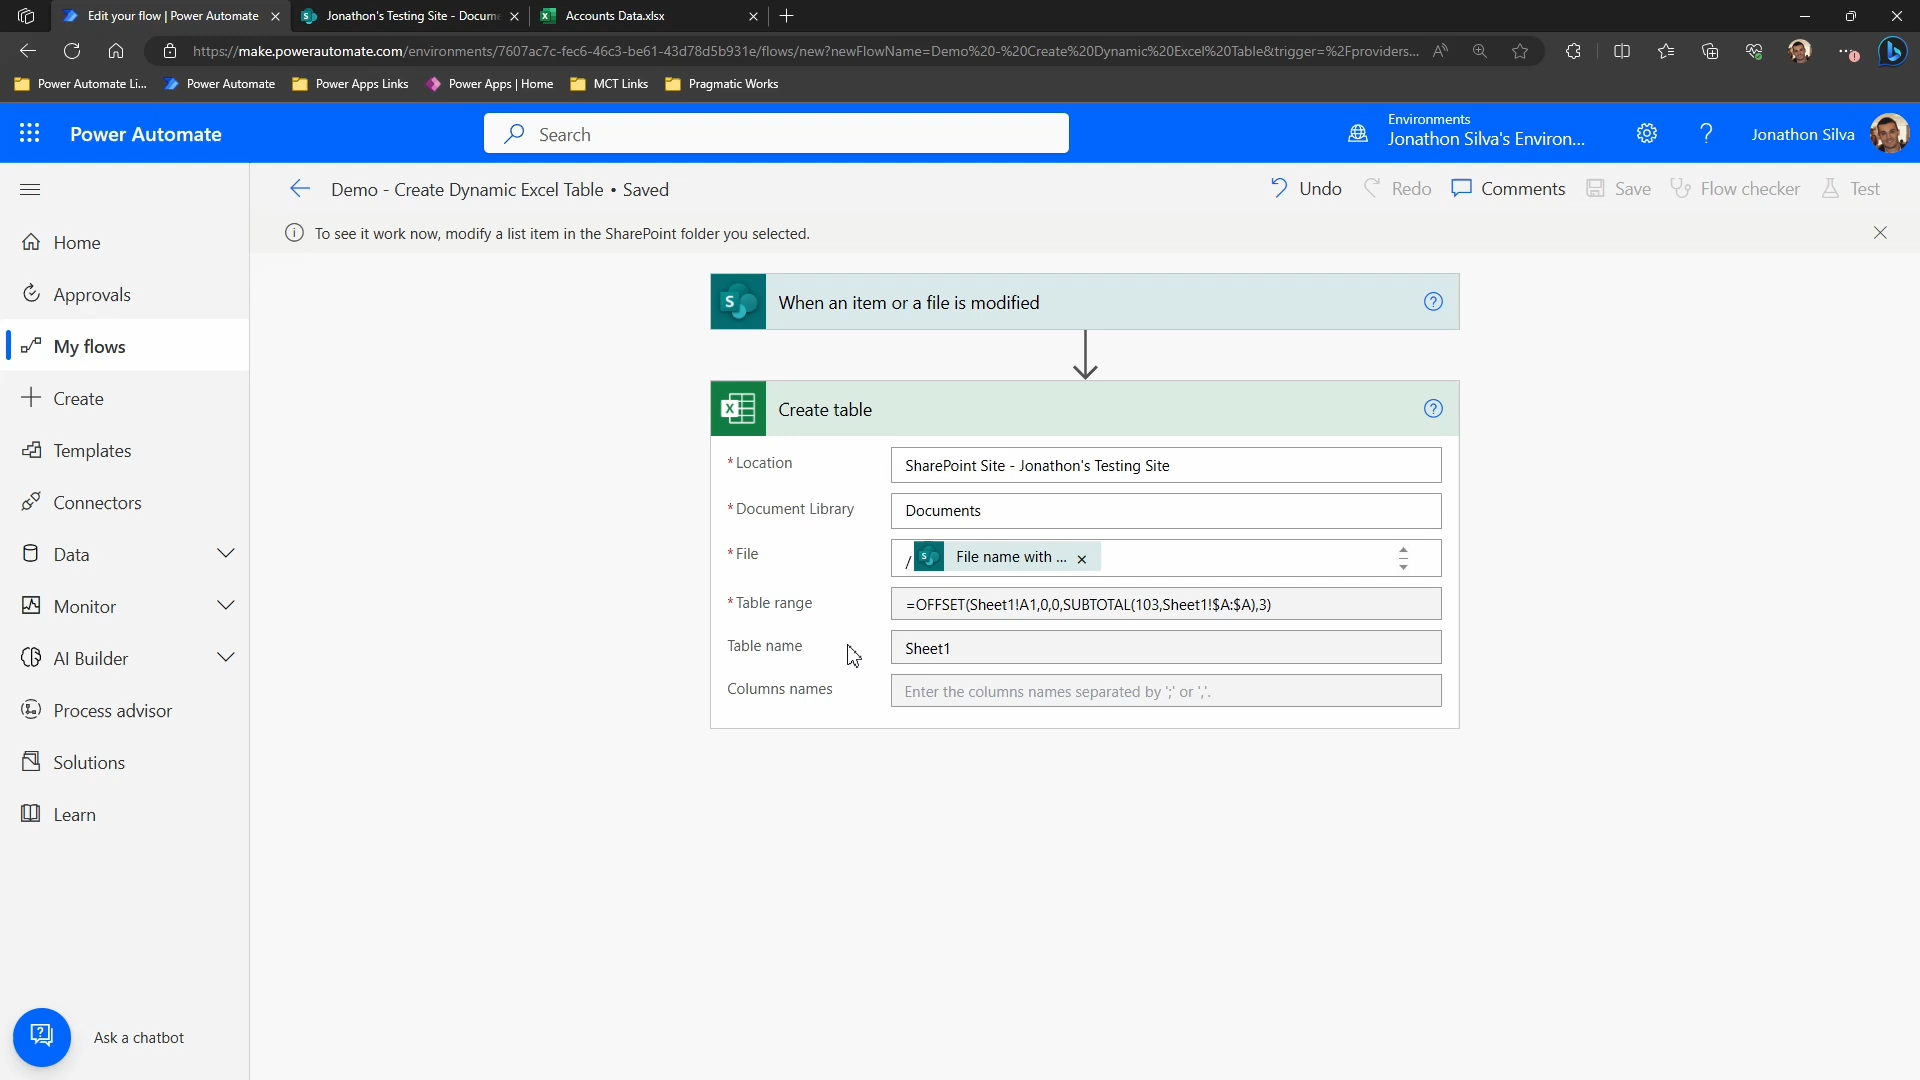 Edit your flow | Power Automate
Jonathon's Testing Site - Docume
Accounts Data.xlsx
https://make.powerautomate.com/environments/7607ac7c-fec6-46c3-be61-43d78d5b931e/flows/new?newFlowName=Demo%20-%20Create%20Dynamic%20Excel%20Table&trigger=%2Fproviders...
Power Automate Li...
Power Automate
Power Apps Links
Power Apps | Home
MCT Links
Pragmatic Works
Power Automate
Search
Environments
Jonathon Silva's Environ...
Jonathon Silva
Demo - Create Dynamic Excel Table • Saved
Undo
Redo
Comments
Save
Flow checker
Test
To see it work now, modify a list item in the SharePoint folder you selected.
Home
Approvals
My flows
Create
Templates
Connectors
Data
Monitor
AI Builder
Process advisor
Solutions
Learn
Ask a chatbot
When an item or a file is modified
Create table
* Location
SharePoint Site - Jonathon's Testing Site
* Document Library
Documents
* File
/ File name with ... ×
* Table range
=OFFSET(Sheet1!A1,0,0,SUBTOTAL(103,Sheet1!$A:$A),3)
Table name
Sheet1
Columns names
Enter the columns names separated by ';' or ','.